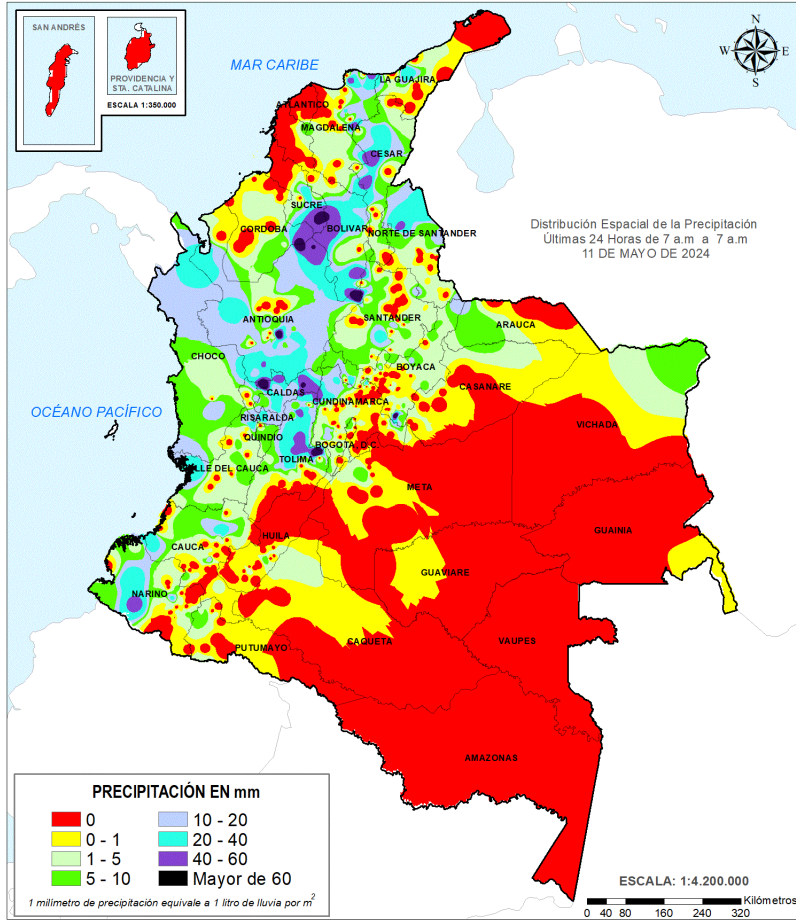 SAN ANDRÉS
PROVIDENCIA Y
STA. CATALINA
ESCALA 1:350.000
MAR CARIBE
N
W
E
S
LA GUAJIRA
ATLANTICO
MAGDALENA
CESAR
SUCRE
BOLIVAR
CORDOBA
NORTE DE SANTANDER
Distribución Espacial de la Precipitación
Últimas 24 Horas de 7 a.m a 7 a.m
11 DE MAYO DE 2024
ANTIOQUIA
SANTANDER
ARAUCA
CHOCO
BOYACA
CASANARE
CALDAS
CUNDINAMARCA
OCÉANO PACÍFICO
RISARALDA
VICHADA
QUINDIO
BOGOTA D.C.
TOLIMA
VALLE DEL CAUCA
META
GUAINIA
HUILA
CAUCA
GUAVIARE
NARIÑO
CAQUETA
VAUPES
PUTUMAYO
AMAZONAS
PRECIPITACIÓN EN mm
0
10 - 20
0 - 1
20 - 40
1 - 5
40 - 60
5 - 10
Mayor de 60
1 milímetro de precipitación equivale a 1 litro de lluvia por m2
ESCALA: 1:4.200.000
Kilómetros
0 40 80 160 240 320